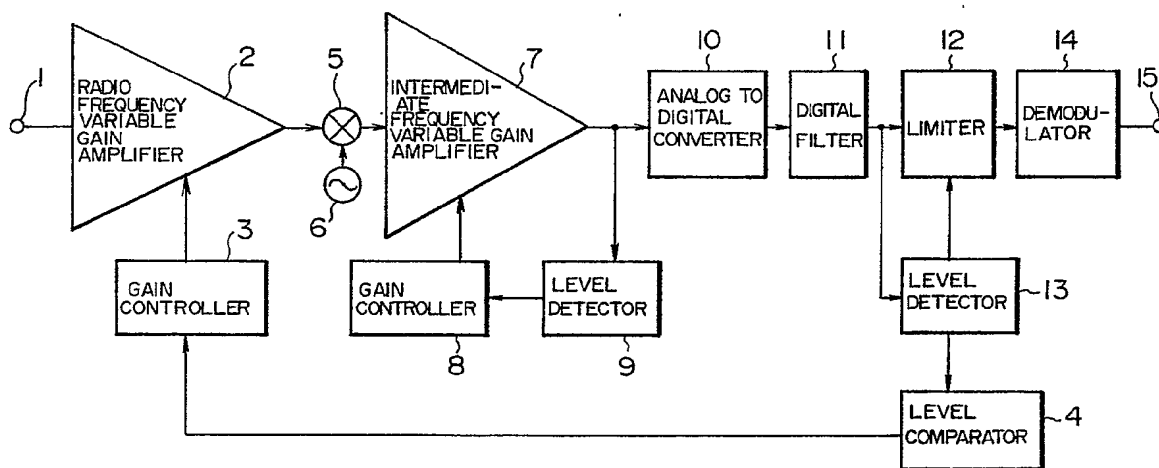 1
2
RADIO
FREQUENCY
VARIABLE
GAIN
AMPLIFIER
5
6
7
INTERMEDI-
ATE
FREQUENCY
VARIABLE GAIN
AMPLIFIER
10
ANALOG TO
DIGITAL
CONVERTER
11
DIGITAL
FILTER
12
LIMITER
14
DEMODU-
LATOR
15
3
GAIN
CONTROLLER
GAIN
CONTROLLER
8
LEVEL
DETECTOR
9
LEVEL
DETECTOR
13
LEVEL
COMPARATOR
4